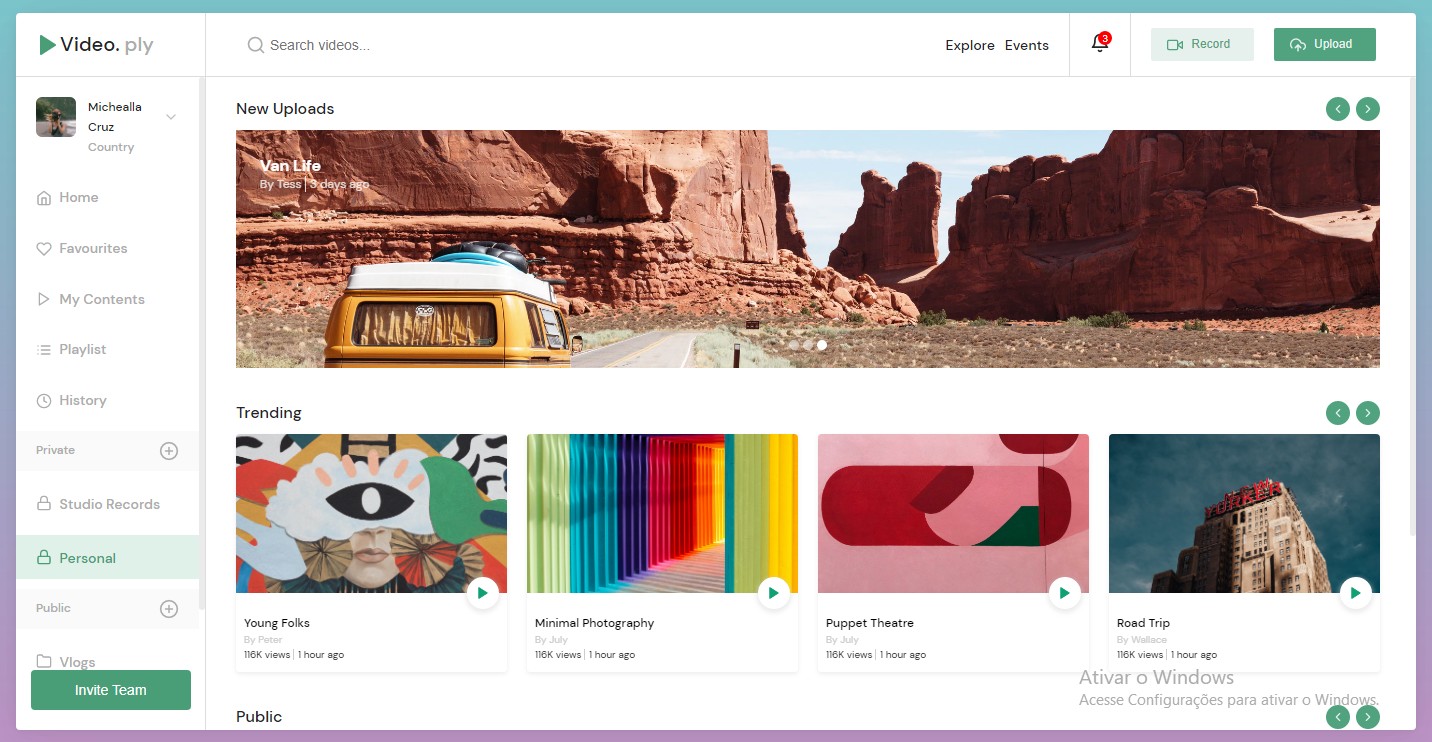 Video. ply
Search videos...
Explore Events
3
Record
Upload
Michealla
Cruz
Country
Home
Favourites
My Contents
Playlist
History
Private
Studio Records
Personal
Public
Vlogs
Invite Team
New Uploads
Van Life
By Tess | 3 days ago
Trending
YORKER
Young Folks
By Peter
116K views | 1 hour ago
Minimal Photography
By July
116K views | 1 hour ago
Puppet Theatre
By July
116K views | 1 hour ago
Road Trip
By Wallace
116K views | 1 hour ago
Public
Ativar o Windows
Acesse Configurações para ativar o Windows.